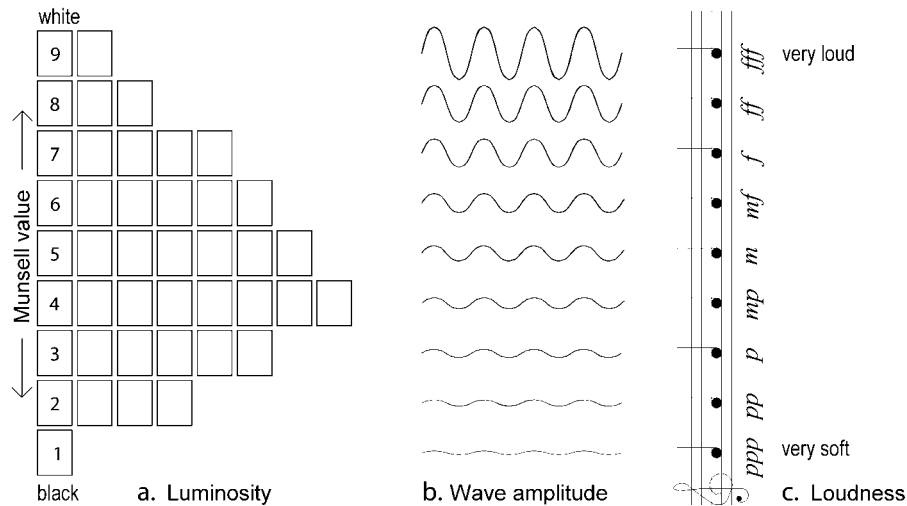 white
9
8
7
6
5
4
3
2
1
black
Munsell value
a. Luminosity
b. Wave amplitude
fff very loud
ff
f
mf
m
mp
p
pp
ppp very soft
c. Loudness